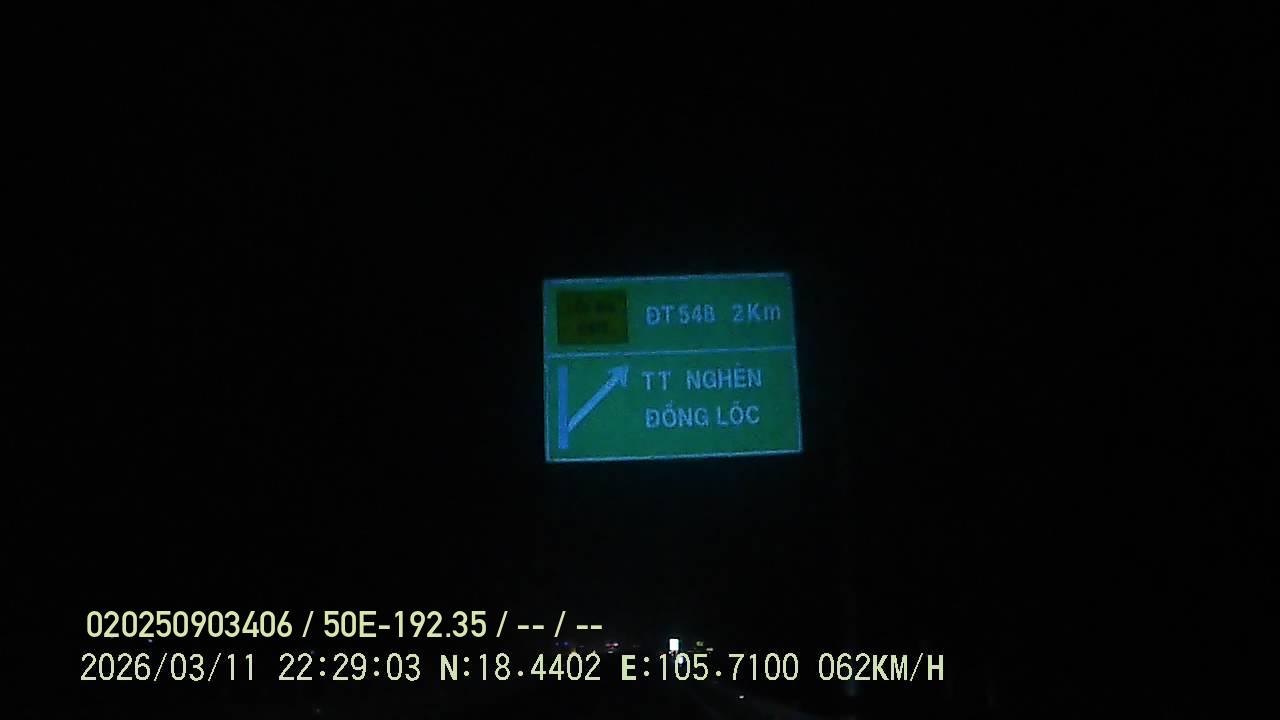 ĐT548 2Km
TT NGHÈN
ĐỒNG LỘC
020250903406 / 50E-192.35 / -- / --
2026/03/11 22:29:03 N:18.4402 E:105.7100 062KM/H